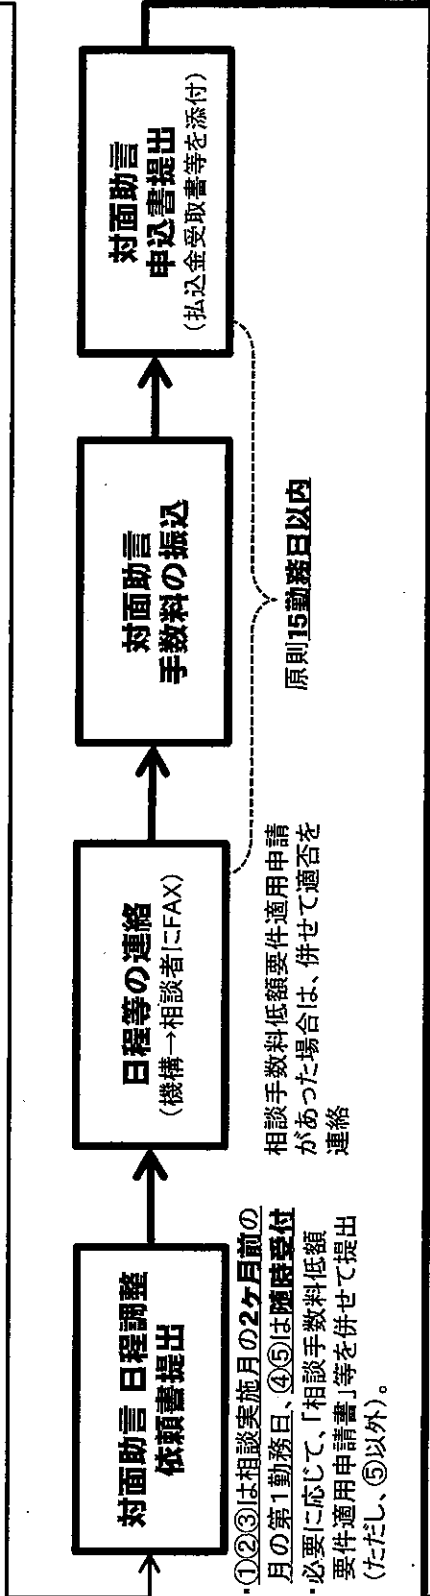 対面助言 日程調整
依頼書提出
・①②③は相談実施月の2ケ月前の
月の第1勤務日、④⑤は随時受付
・必要に応じて、「相談手数料低額
要件適用申請書」等を併せて提出
(ただし、⑤以外)。
日程等の連絡
(機構→相談者にFAX)
相談手数料低額要件適用申請
があった場合は、併せて適否を
連絡
対面助言
手数料の振込
原則15勤務日以内
対面助言
申込書提出
(払込金受取書等を添付)